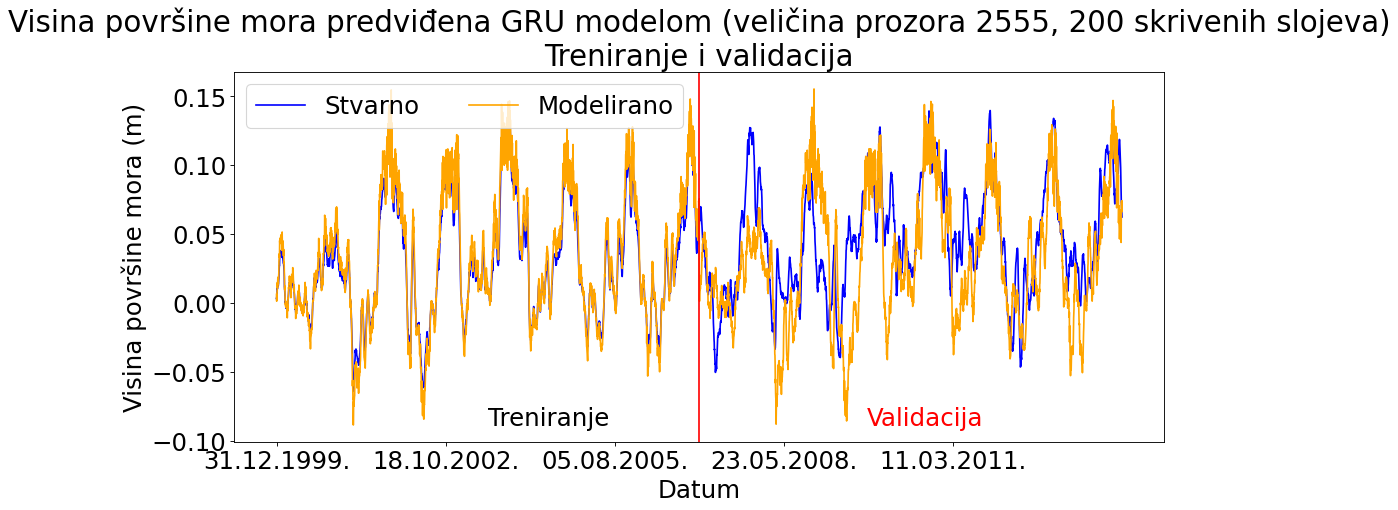 Visina površine mora predviđena GRU modelom (veličina prozora 2555, 200 skrivenih slojeva)
Treniranje i validacija
Stvarno
Modelirano
Visina površine mora (m)
0.15
0.10
0.05
0.00
−0.05
−0.10
Treniranje
Validacija
31.12.1999.
18.10.2002.
05.08.2005.
23.05.2008.
11.03.2011.
Datum